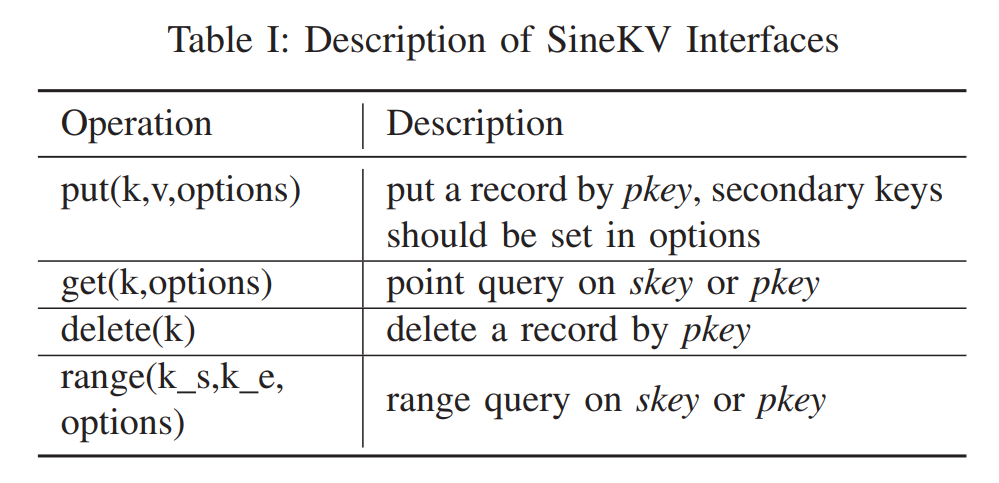 Table I: Description of SineKV Interfaces
Operation Description
put(k,v,options) put a record by pkey, secondary keys
should be set in options
get(k,options) point query on skey or pkey
delete(k) delete a record by pkey
range(k_s,k_e,
options)
range query on skey or pkey